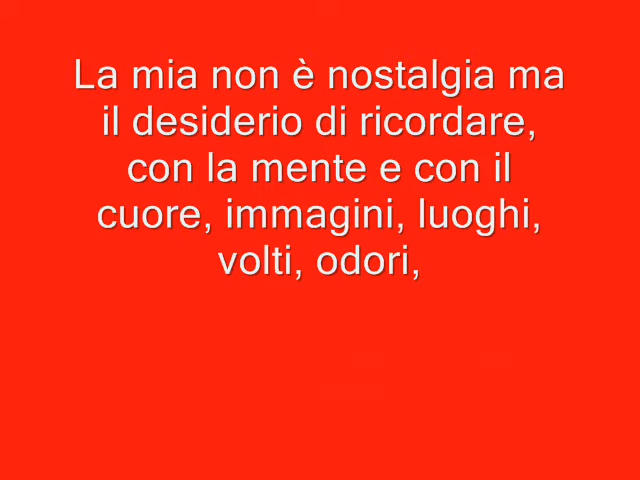 La mia non è nostalgia ma
il desiderio di ricordare,
con la mente e con il
cuore, immagini, luoghi,
volti, odori,